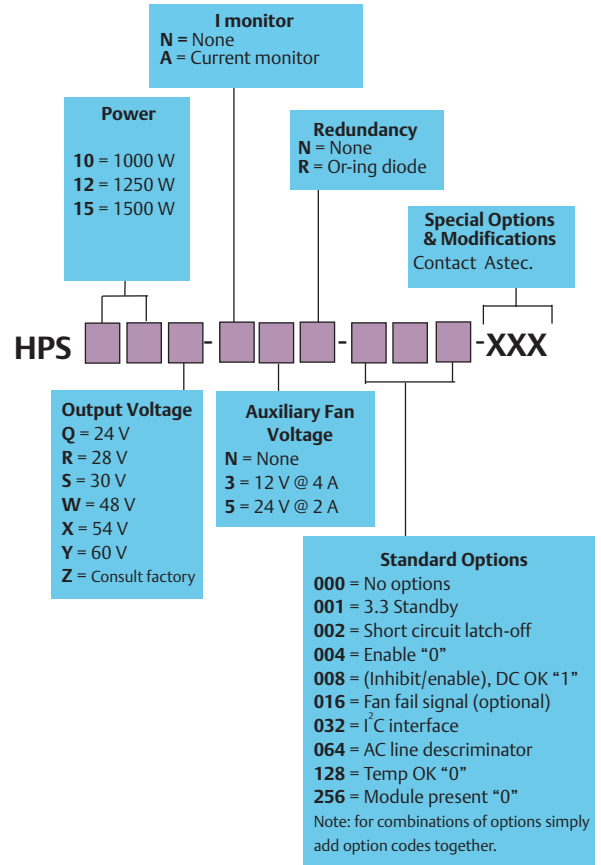 I monitor
N = None
A = Current monitor
Power
10 = 1000 W
12 = 1250 W
15 = 1500 W
Redundancy
N = None
R = Or-ing diode
Special Options
& Modifications
Contact Astec.
HPS - - -XXX
Output Voltage
Q = 24 V
R = 28 V
S = 30 V
W = 48 V
X = 54 V
Y = 60 V
Z = Consult factory
Auxiliary Fan
Voltage
N = None
3 = 12 V @ 4 A
5 = 24 V @ 2 A
Standard Options
000 = No options
001 = 3.3 Standby
002 = Short circuit latch-off
004 = Enable “0”
008 = (Inhibit/enable), DC OK “1”
016 = Fan fail signal (optional)
032 = I²C interface
064 = AC line descriminator
128 = Temp OK “0”
256 = Module present “0”
Note: for combinations of options simply
add option codes together.